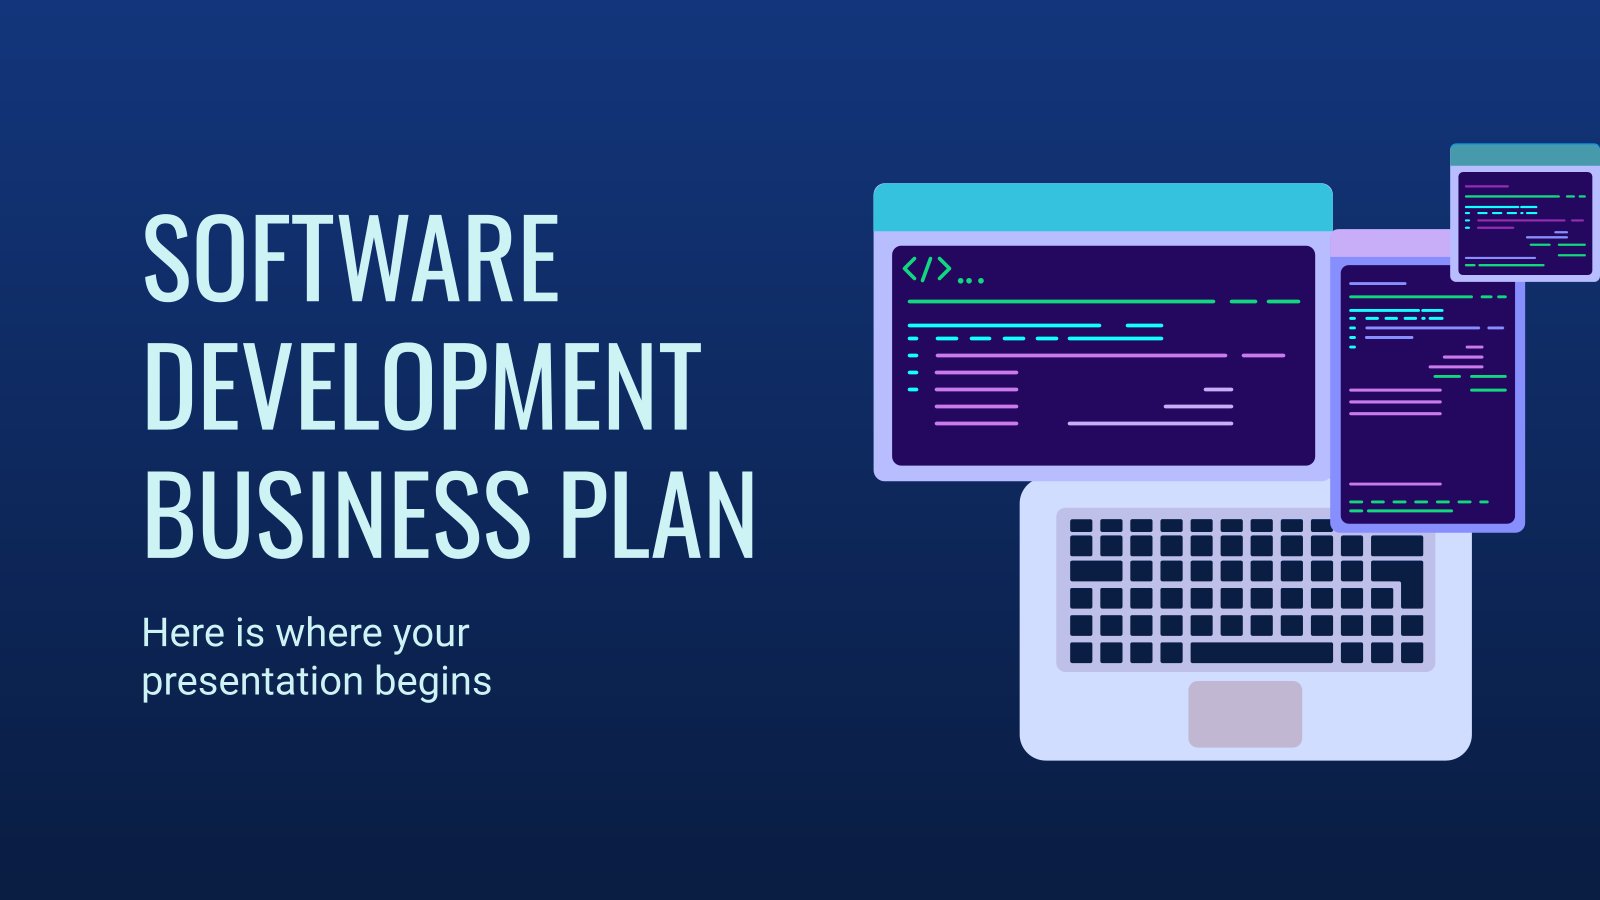 SOFTWARE
DEVELOPMENT
BUSINESS PLAN
Here is where your
presentation begins
</>...